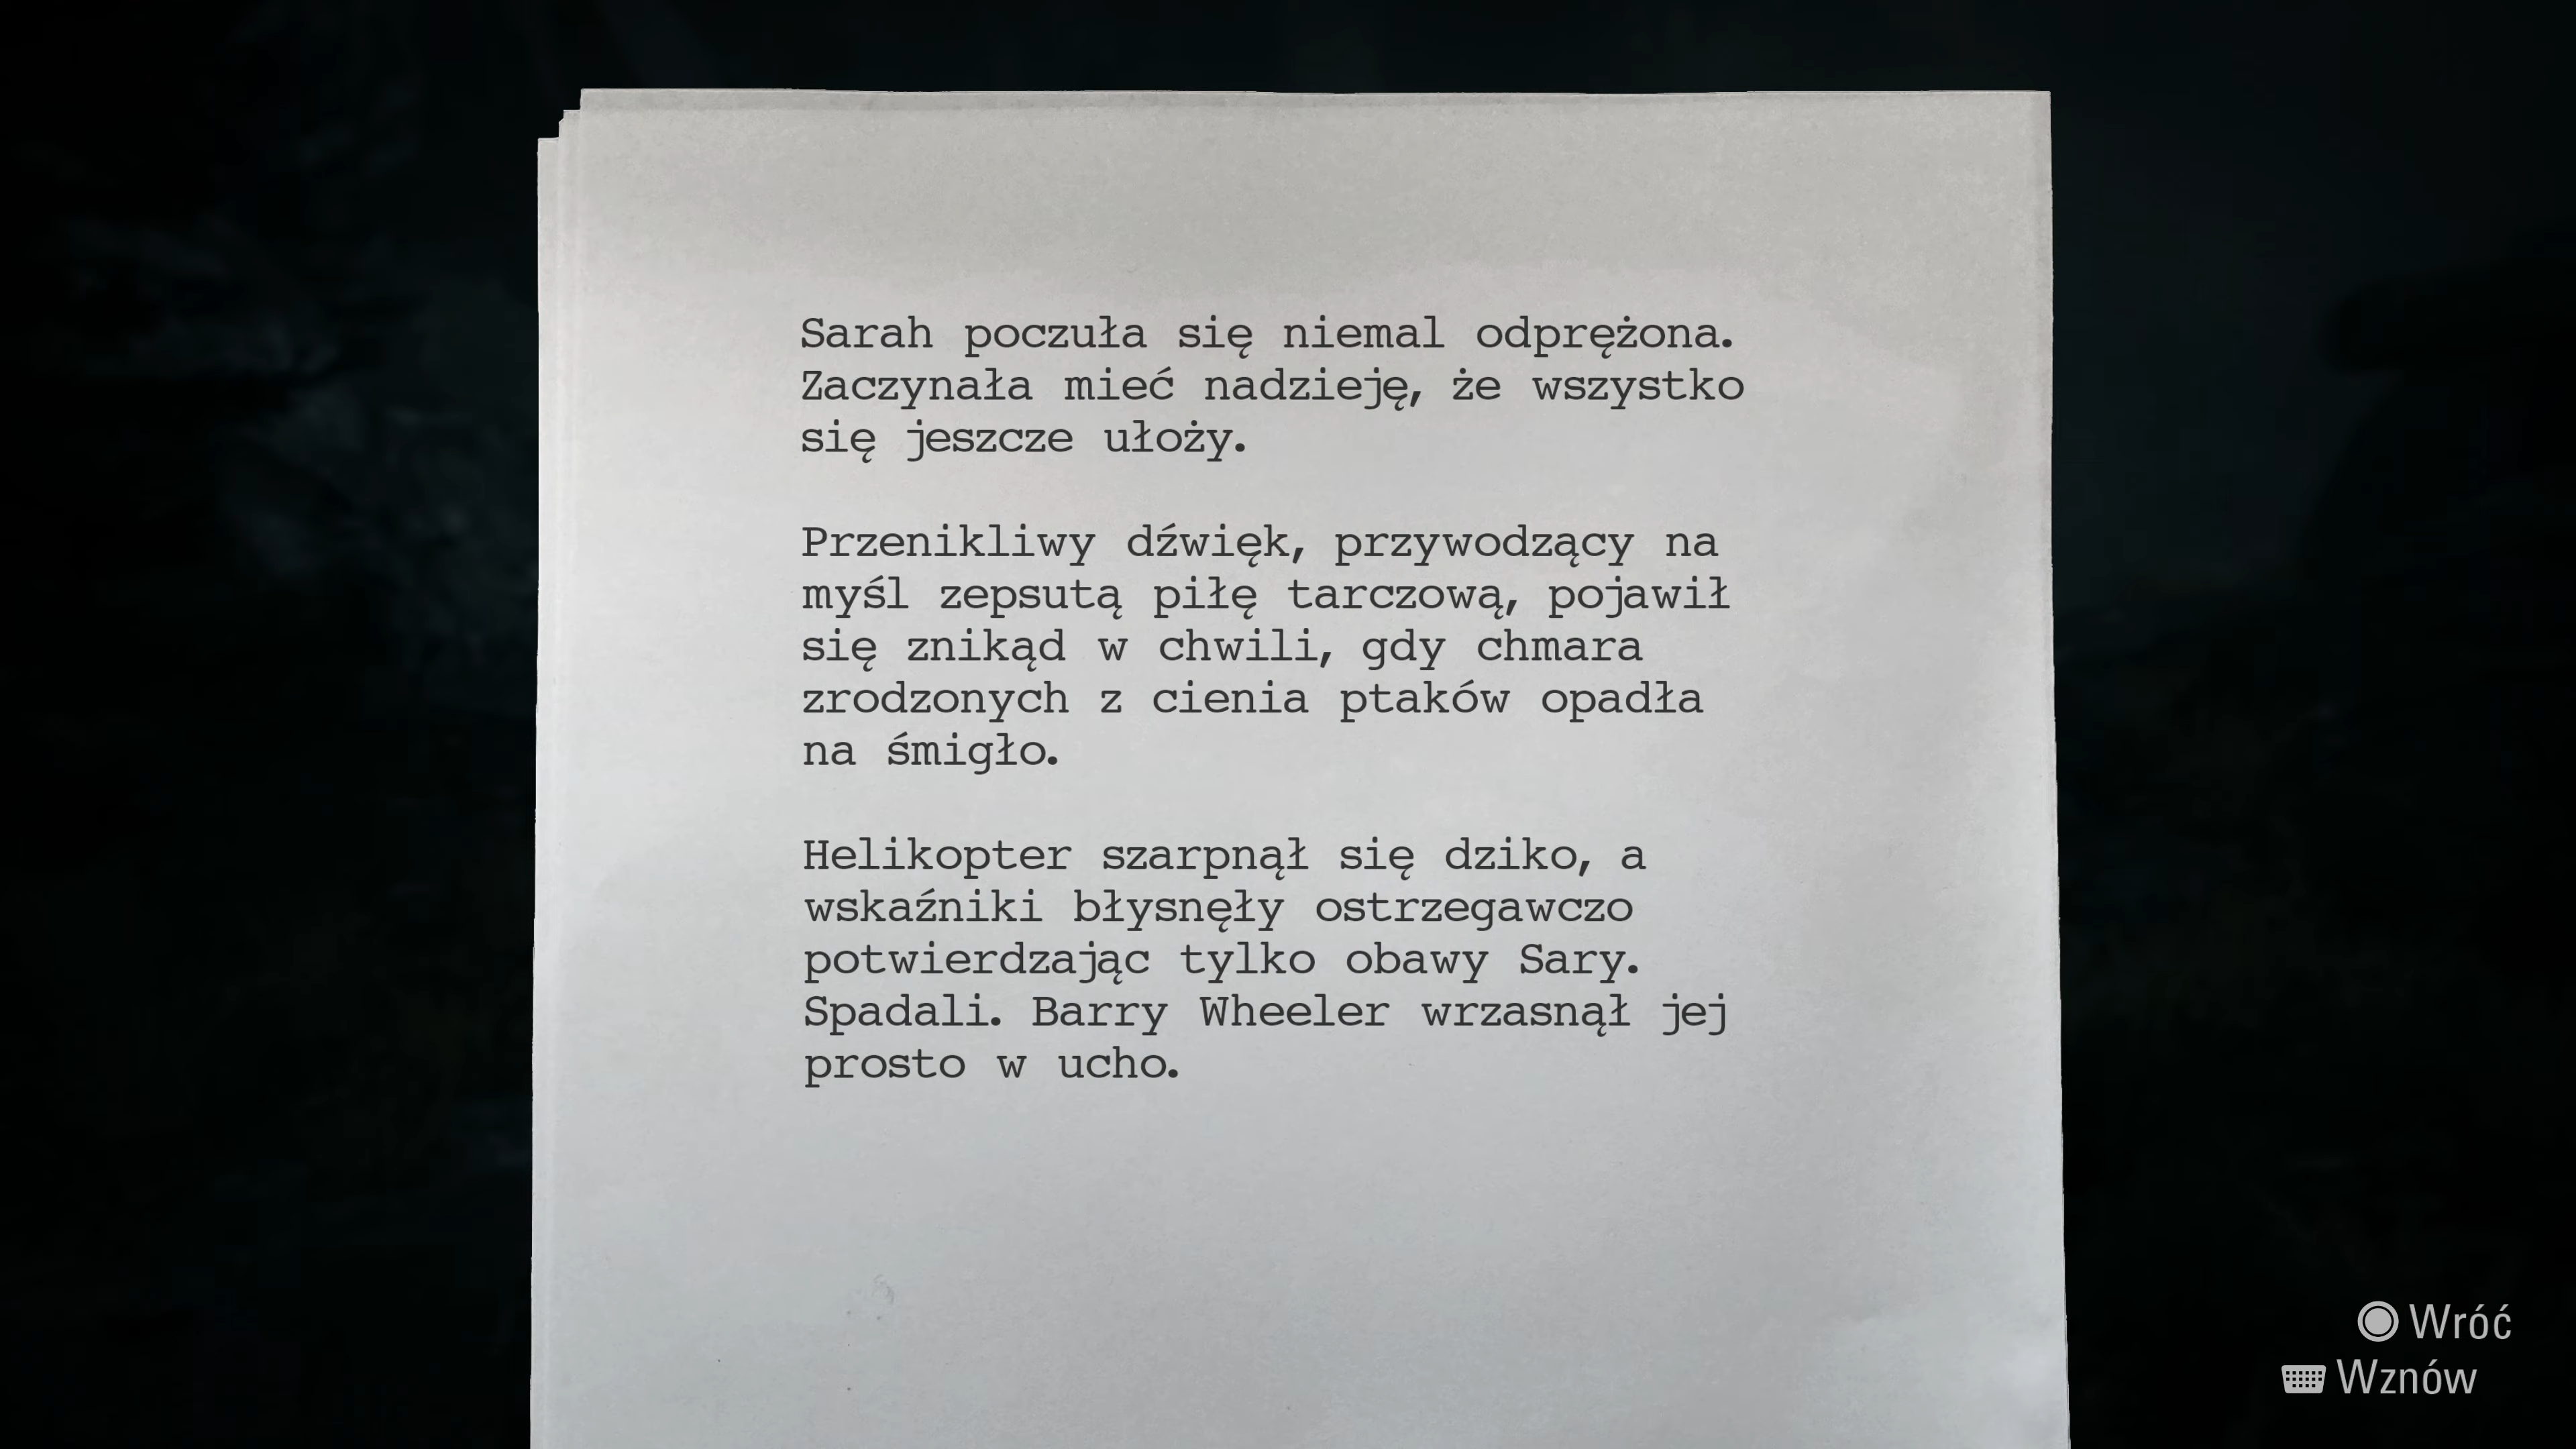 Sarah poczuła się niemal odprężona.
Zaczynała mieć nadzieję, że wszystko
się jeszcze ułoży.
Przenikliwy dźwięk, przywodzący na
myśl zepsutą piłę tarczową, pojawił
się znikąd w chwili, gdy chmara
zrodzonych z cienia ptaków opadła
na śmigło.
Helikopter szarpnął się dziko, a
wskaźniki błysnęły ostrzegawczo
potwierdzając tylko obawy Sary.
Spadali. Barry Wheeler wrzasnął jej
prosto w ucho.
Wróć
Wznów